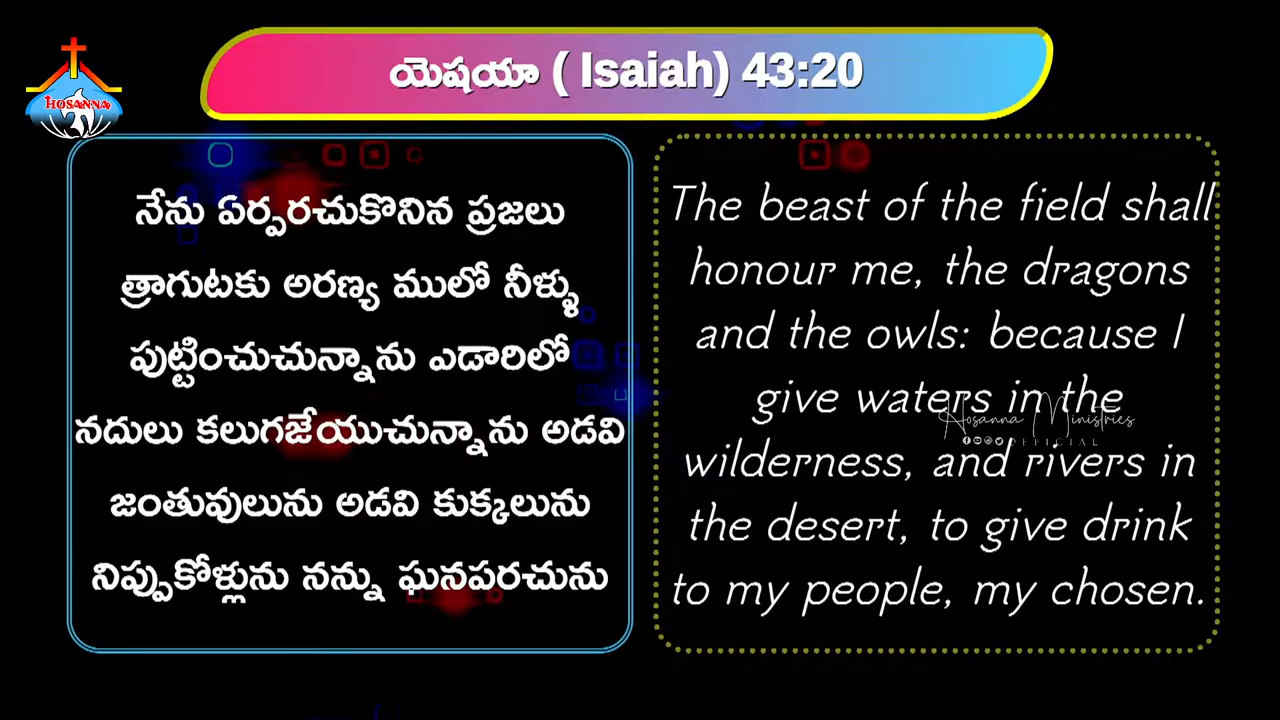 యెషయా ( Isaiah) 43:20
HOSANNA
నేను ఏర్పరచుకొనిన ప్రజలు
త్రాగుటకు అరణ్య ములో నీళ్ళు
పుట్టించుచున్నాను ఎడారిలో
నదులు కలుగజేయుచున్నాను అడవి
జంతువులును అడవి కుక్కలును
నిప్పుకోళ్లును నన్ను ఘనపరచును
The beast of the field shall
honour me, the dragons
and the owls: because I
give waters in the
wilderness, and rivers in
the desert, to give drink
to my people, my chosen.
Hosanna Ministries
OFFICIAL